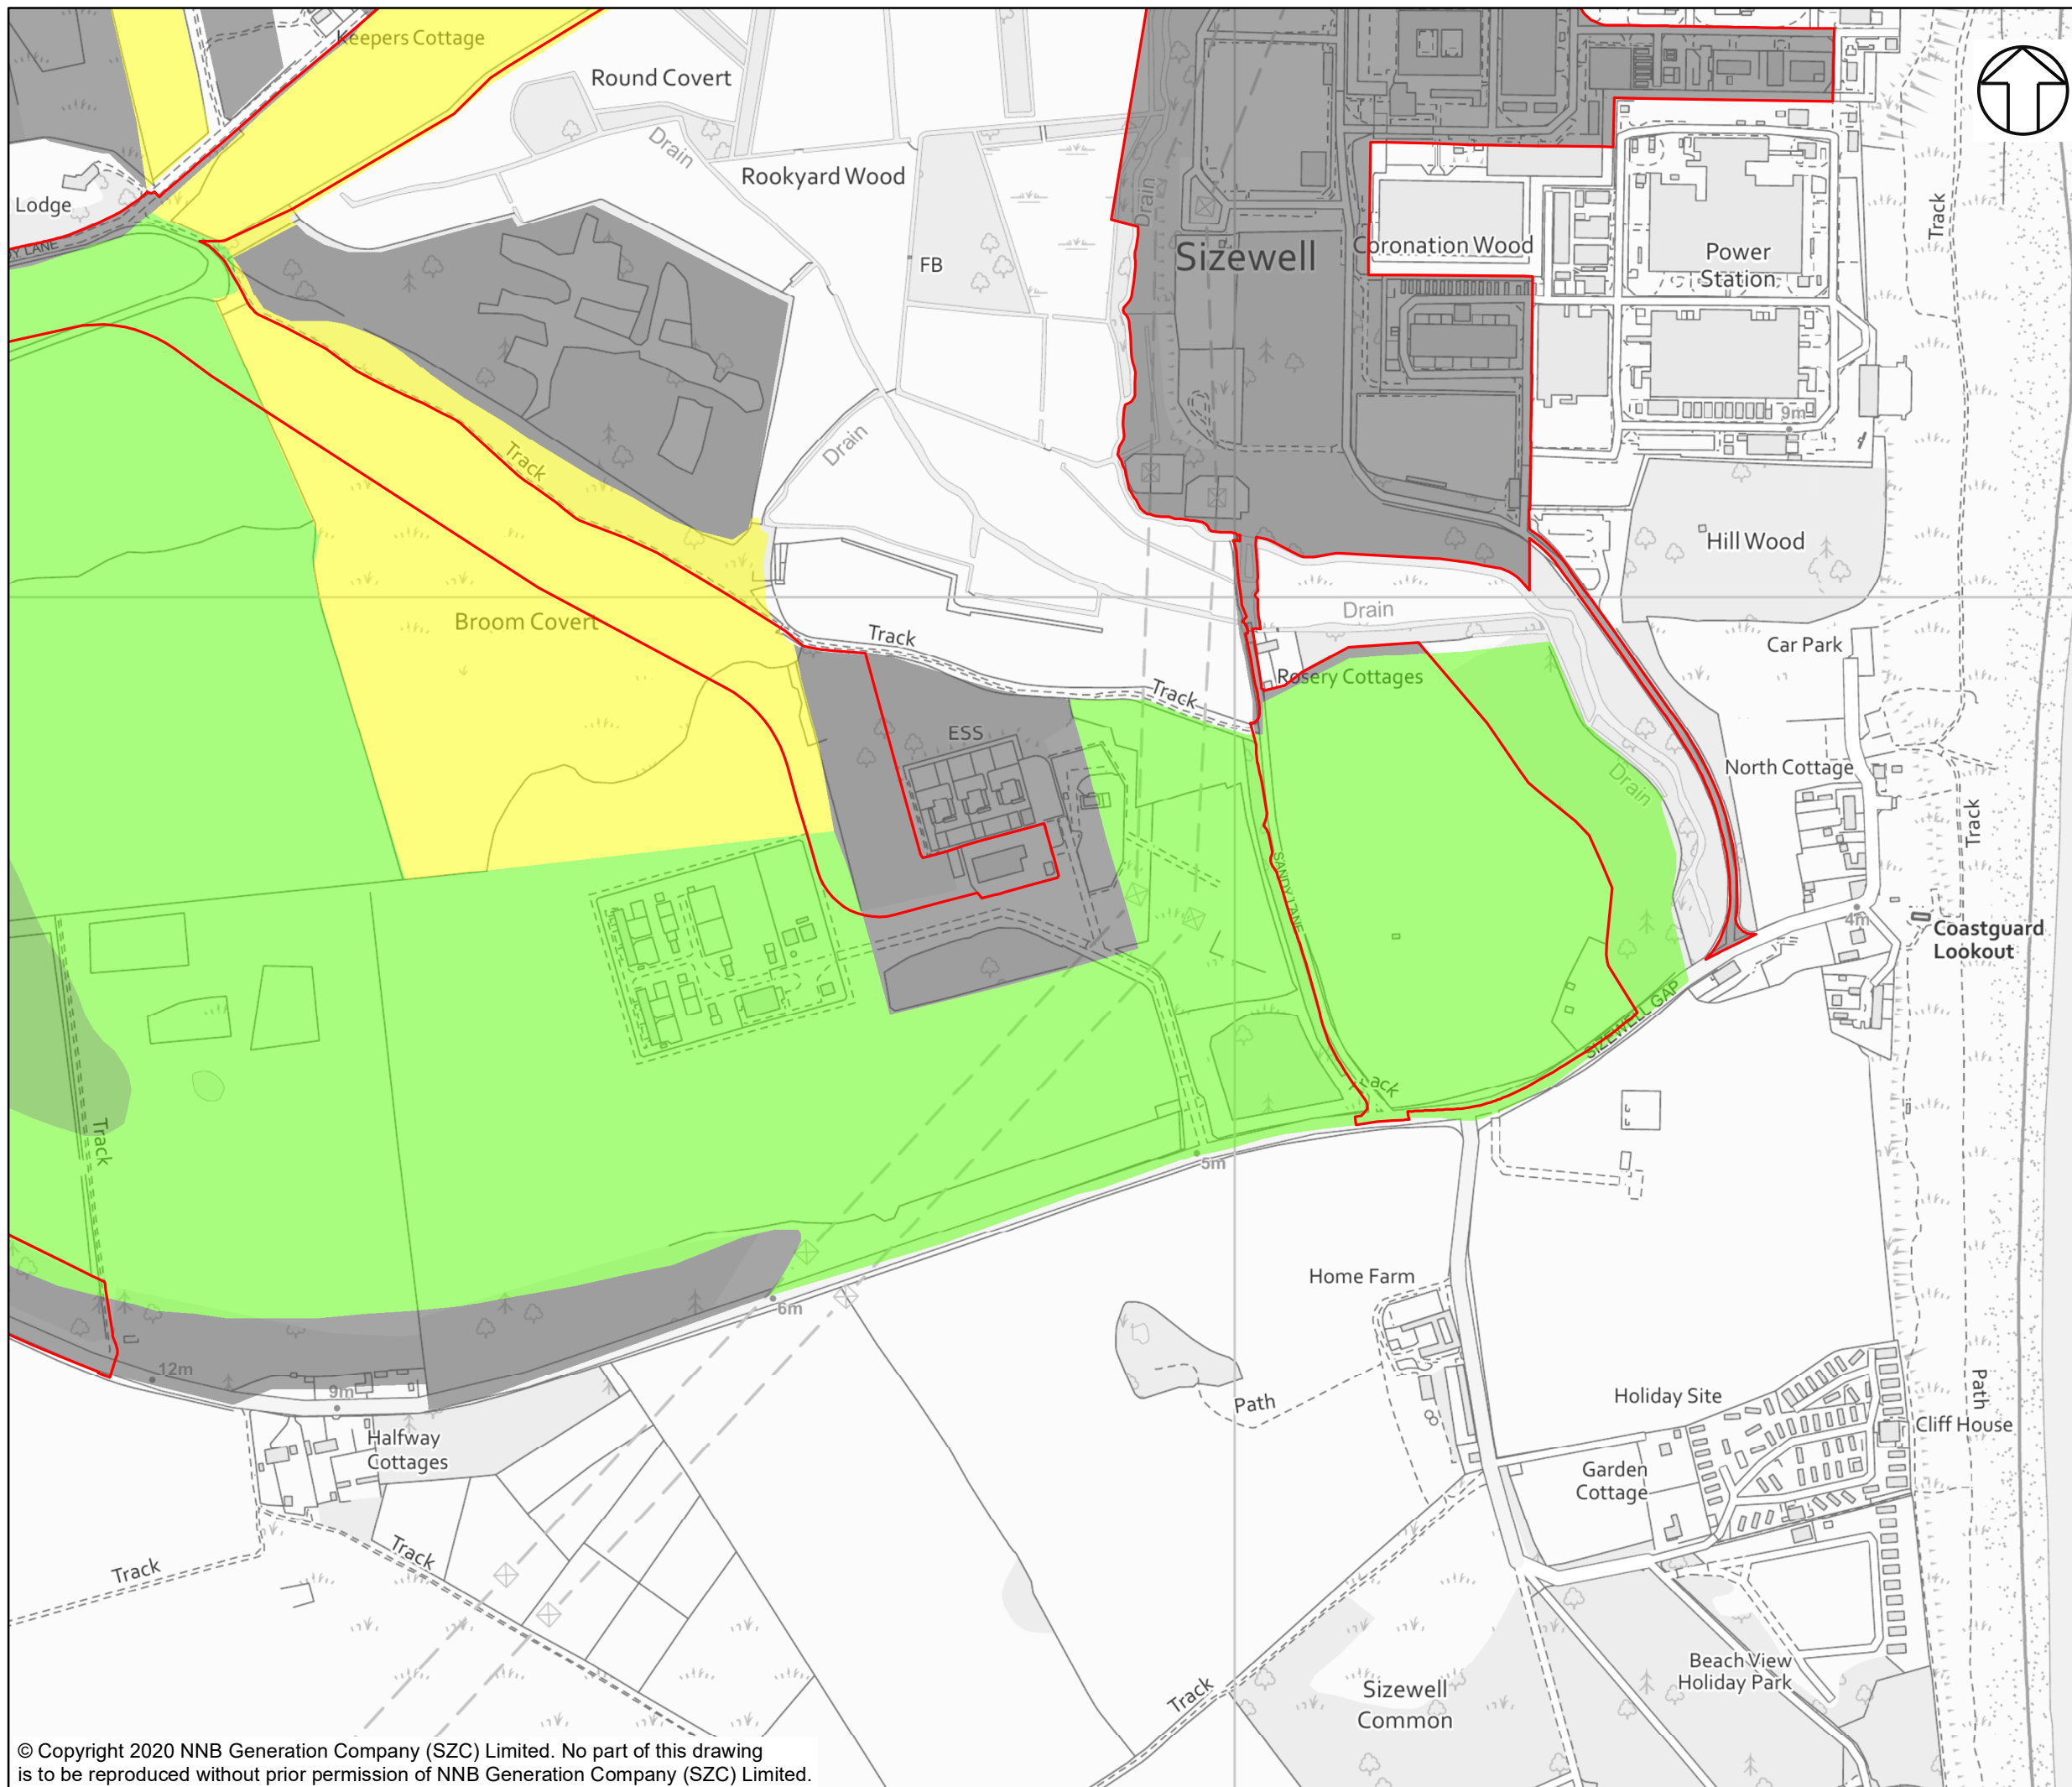 Keepers Cottage
Round Covert
Drain
Rookyard Wood
Lodge
Y LANE
FB
Drain
Sizewell
Coronation Wood
Power
Station
Track
9m
Track
Drain
Hill Wood
Broom Covert
Drain
Track
Car Park
Rosery Cottages
Track
ESS
North Cottage
Drain
Track
SANDY LANE
4m
Coastguard
Lookout
SIZEWELL GAP
Track
Track
5m
6m
Home Farm
12m
9m
Path
Holiday Site
Path
Cliff House
Halfway
Cottages
Garden
Cottage
Track
Track
Track
Sizewell
Common
Beach View
Holiday Park
© Copyright 2020 NNB Generation Company (SZC) Limited. No part of this drawing
is to be reproduced without prior permission of NNB Generation Company (SZC) Limited.